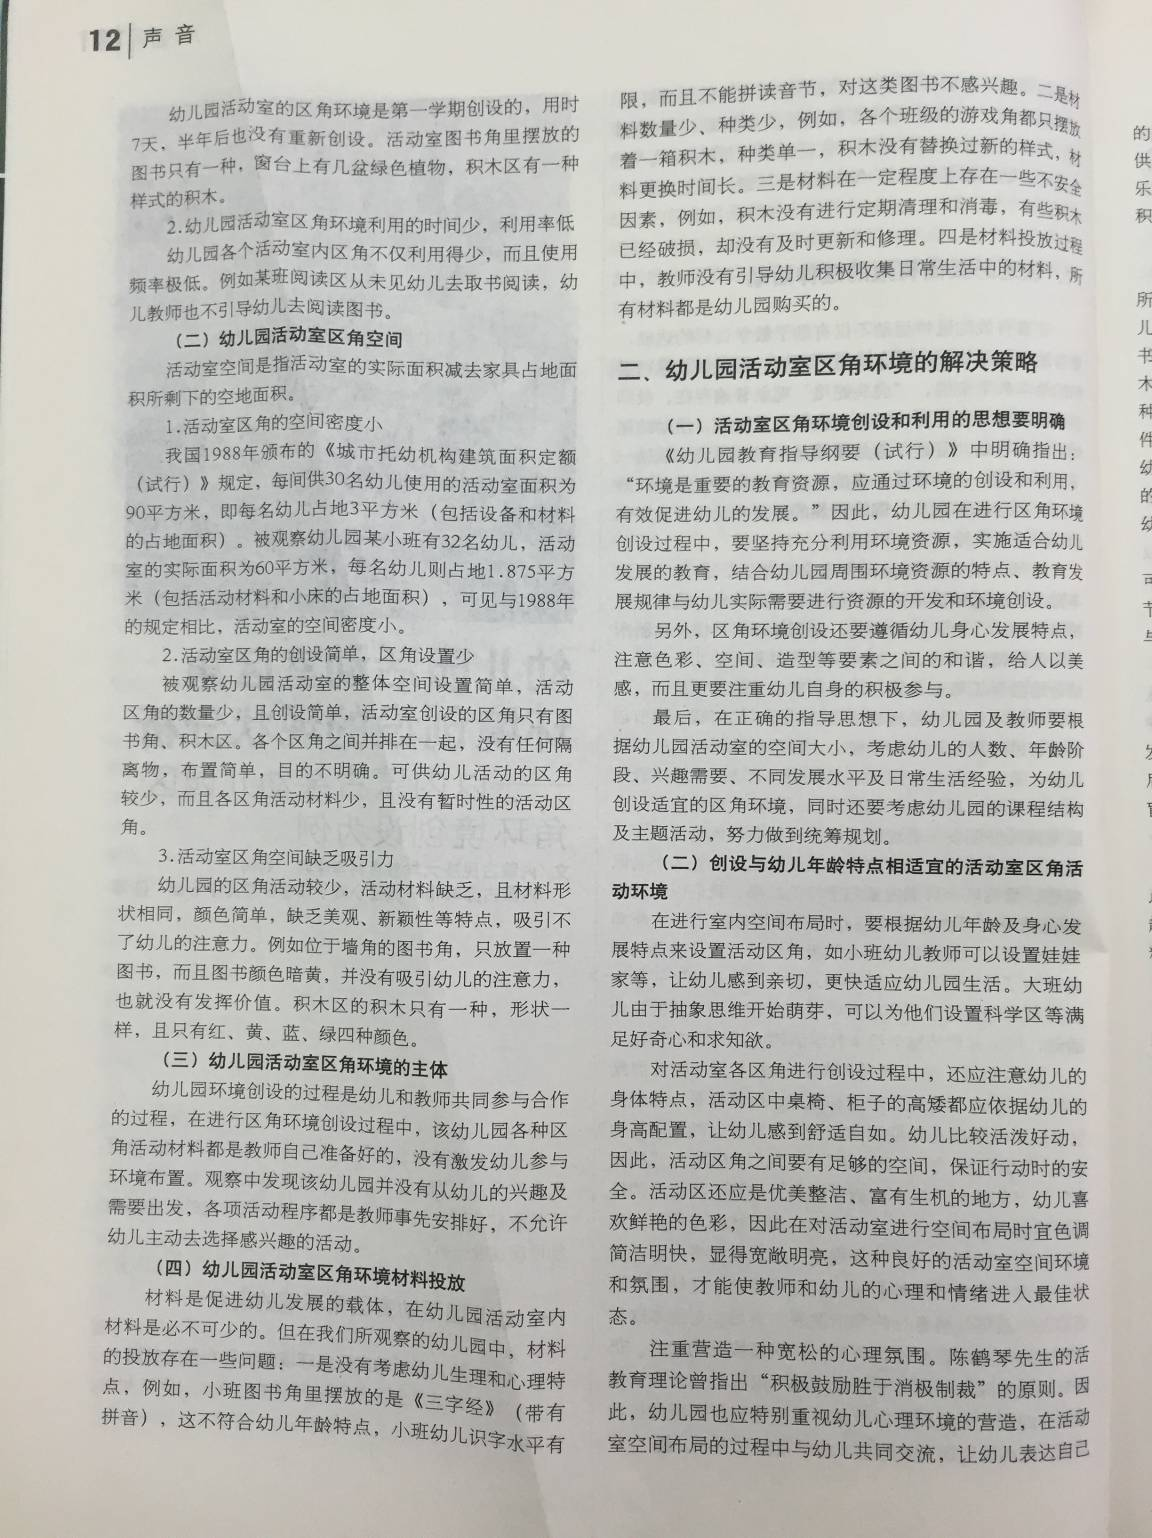 12 声音
幼儿园活动室的区角环境是第一学期创设的，用时
7天，半年后也没有重新创设。活动室图书角里摆放的
图书只有一种，窗台上有几盆绿色植物，积木区有一种
样式的积木。
2.幼儿园活动室区角环境利用的时间少，利用率低
幼儿园各个活动室内区角不仅利用得少，而且使用
频率极低。例如某班阅读区从未见幼儿去取书阅读，幼
儿教师也不引导幼儿去阅读图书。
（二）幼儿园活动室区角空间
活动室空间是指活动室的实际面积减去家具占地面
积所剩下的空地面积。
1.活动室区角的空间密度小
我国1988年颁布的《城市托幼机构建筑面积定额
（试行）》规定，每间供30名幼儿使用的活动室面积为
90平方米，即每名幼儿占地3平方米（包括设备和材料
的占地面积）。被观察幼儿园某小班有32名幼儿，活动
室的实际面积为60平方米，每名幼儿则占地1.875平方
米（包括活动材料和小床的占地面积），可见与1988年
的规定相比，活动室的空间密度小。
2.活动室区角的创设简单，区角设置少
被观察幼儿园活动室的整体空间设置简单，活动
区角的数量少，且创设简单，活动室创设的区角只有图
书角、积木区。各个区角之间并排在一起，没有任何隔
离物，布置简单，目的不明确。可供幼儿活动的区角
较少，而且各区角活动材料少，且没有暂时性的活动区
角。
3.活动室区角空间缺乏吸引力
幼儿园的区角活动较少，活动材料缺乏，且材料形
状相同，颜色简单，缺乏美观、新颖性等特点，吸引不
了幼儿的注意力。例如位于墙角的图书角，只放置一种
图书，而且图书颜色暗黄，并没有吸引幼儿的注意力，
也就没有发挥价值。积木区的积木只有一种，形状一
样，且只有红、黄、蓝、绿四种颜色。
（三）幼儿园活动室区角环境的主体
幼儿园环境创设的过程是幼儿和教师共同参与合作
的过程，在进行区角环境创设过程中，该幼儿园各种区
角活动材料都是教师自己准备好的，没有激发幼儿参与
环境布置。观察中发现该幼儿园并没有从幼儿的兴趣及
需要出发，各项活动程序都是教师事先安排好，不允许
幼儿主动去选择感兴趣的活动。
（四）幼儿园活动室区角环境材料投放
材料是促进幼儿发展的载体，在幼儿园活动室内
材料是必不可少的。但在我们所观察的幼儿园中，材料
的投放存在一些问题：一是没有考虑幼儿生理和心理特
点，例如，小班图书角里摆放的是《三字经》（带有
拼音），这不符合幼儿年龄特点，小班幼儿识字水平有
限，而且不能拼读音节，对这类图书不感兴趣。二是材
料数量少、种类少，例如，各个班级的游戏角都只摆放
着一箱积木，种类单一，积木没有替换过新的样式，材
料更换时间长。三是材料在一定程度上存在一些不安全
因素，例如，积木没有进行定期清理和消毒，有些积木
已经破损，却没有及时更新和修理。四是材料投放过程
中，教师没有引导幼儿积极收集日常生活中的材料，所
有材料都是幼儿园购买的。
二、幼儿园活动室区角环境的解决策略
（一）活动室区角环境创设和利用的思想要明确
《幼儿园教育指导纲要（试行）》中明确指出：
“环境是重要的教育资源，应通过环境的创设和利用，
有效促进幼儿的发展。”因此，幼儿园在进行区角环境
创设过程中，要坚持充分利用环境资源，实施适合幼儿
发展的教育，结合幼儿园周围环境资源的特点、教育发
展规律与幼儿实际需要进行资源的开发和环境创设。
另外，区角环境创设还要遵循幼儿身心发展特点，
注意色彩、空间、造型等要素之间的和谐，给人以美
感，而且更要注重幼儿自身的积极参与。
最后，在正确的指导思想下，幼儿园及教师要根
据幼儿园活动室的空间大小，考虑幼儿的人数、年龄阶
段、兴趣需要、不同发展水平及日常生活经验，为幼儿
创设适宜的区角环境，同时还要考虑幼儿园的课程结构
及主题活动，努力做到统筹规划。
（二）创设与幼儿年龄特点相适宜的活动室区角活
动环境
在进行室内空间布局时，要根据幼儿年龄及身心发
展特点来设置活动区角，如小班幼儿教师可以设置娃娃
家等，让幼儿感到亲切，更快适应幼儿园生活。大班幼
儿由于抽象思维开始萌芽，可以为他们设置科学区等满
足好奇心和求知欲。
对活动室各区角进行创设过程中，还应注意幼儿的
身体特点，活动区中桌椅、柜子的高矮都应依据幼儿的
身高配置，让幼儿感到舒适自如。幼儿比较活泼好动，
因此，活动区角之间要有足够的空间，保证行动时的安
全。活动区还应是优美整洁、富有生机的地方，幼儿喜
欢鲜艳的色彩，因此在对活动室进行空间布局时宜色调
简洁明快，显得宽敞明亮，这种良好的活动室空间环境
和氛围，才能使教师和幼儿的心理和情绪进入最佳状
态。
注重营造一种宽松的心理氛围。陈鹤琴先生的活
教育理论曾指出“积极鼓励胜于消极制裁”的原则。因
此，幼儿园也应特别重视幼儿心理环境的营造，在活动
室空间布局的过程中与幼儿共同交流，让幼儿表达自己
的
供
乐
积
所
儿
书
木
种
件
幼
的
幼